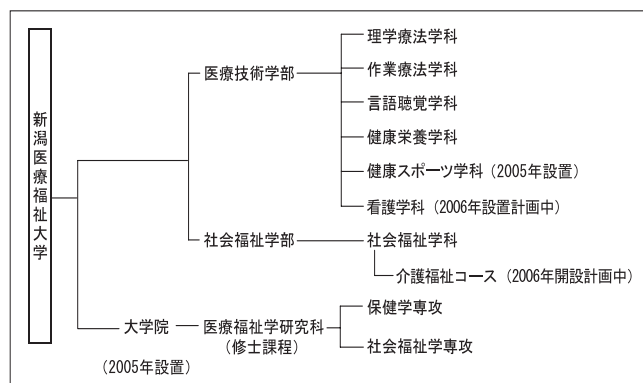 新潟医療福祉大学
医療技術学部
理学療法学科
作業療法学科
言語聴覚学科
健康栄養学科
健康スポーツ学科（2005年設置）
看護学科（2006年設置計画中）
社会福祉学部
社会福祉学科
介護福祉コース（2006年開設計画中）
大学院
（2005年設置）
医療福祉学研究科
（修士課程）
保健学専攻
社会福祉学専攻